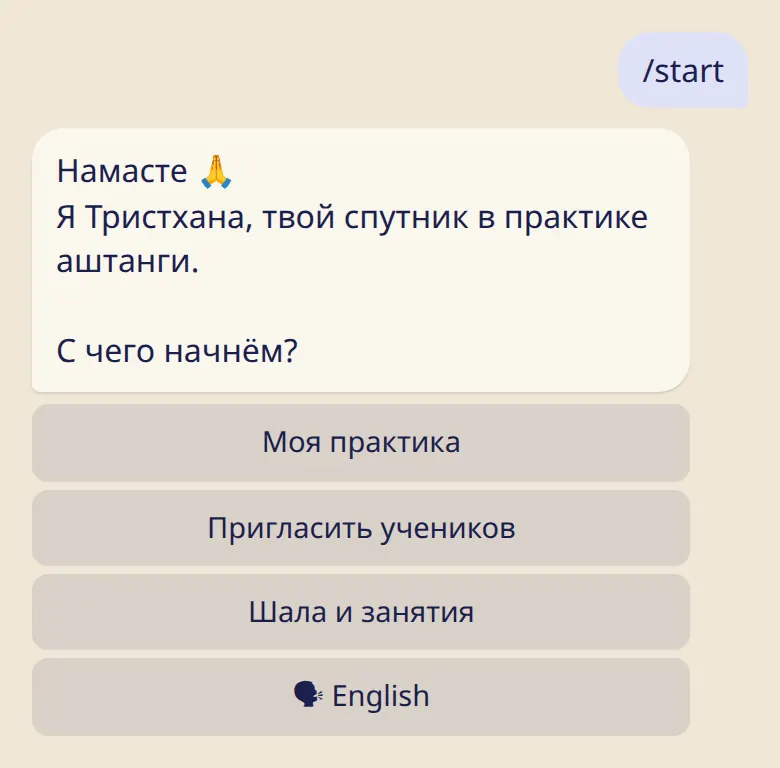 /start
Намасте 🙏
Я Тристхана, твой спутник в практике
аштанги.
С чего начнём?
Моя практика
Пригласить учеников
Шала и занятия
🗣 English